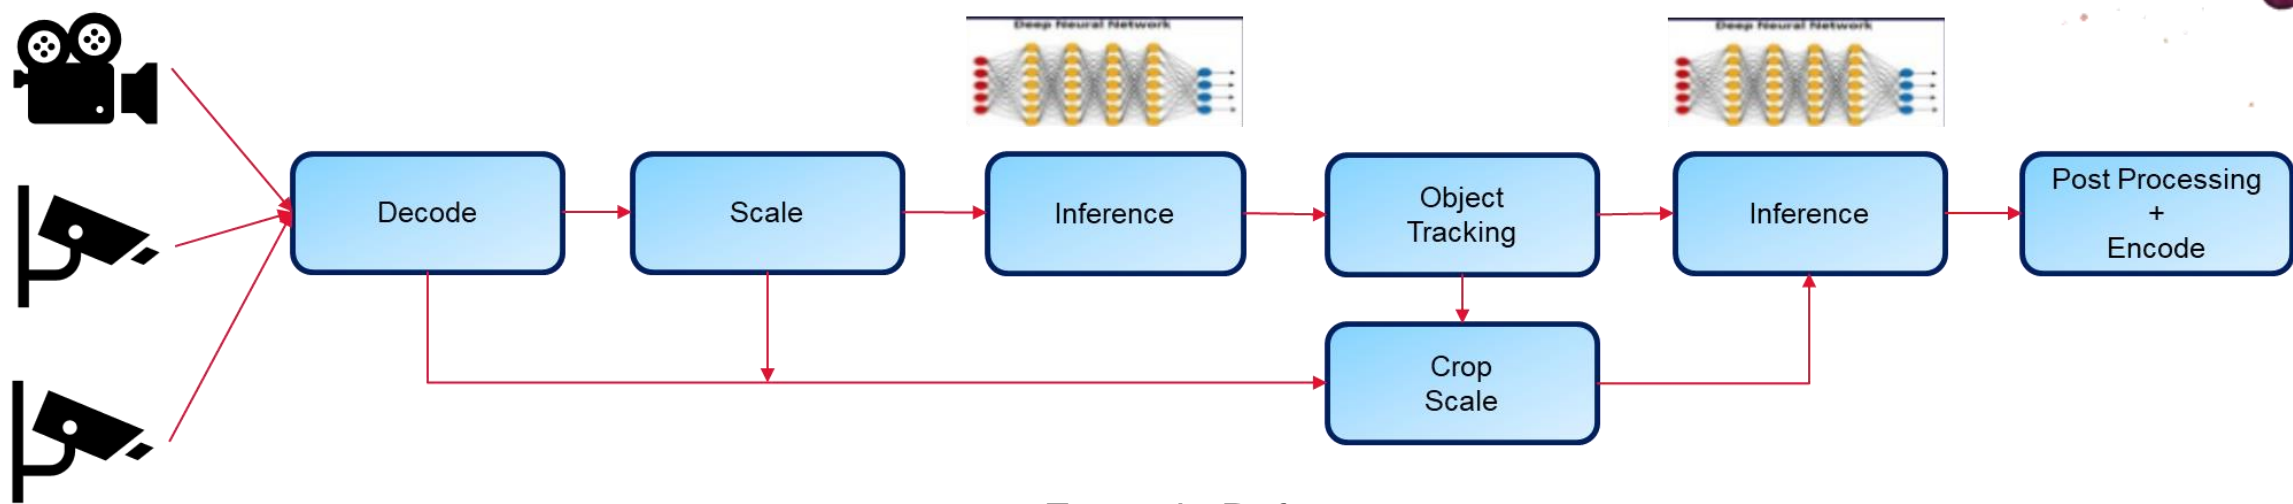 Deep Neural Network
Deep Neural Network
Decode
Scale
Inference
Object
Tracking
Inference
Post Processing
+
Encode
Crop
Scale